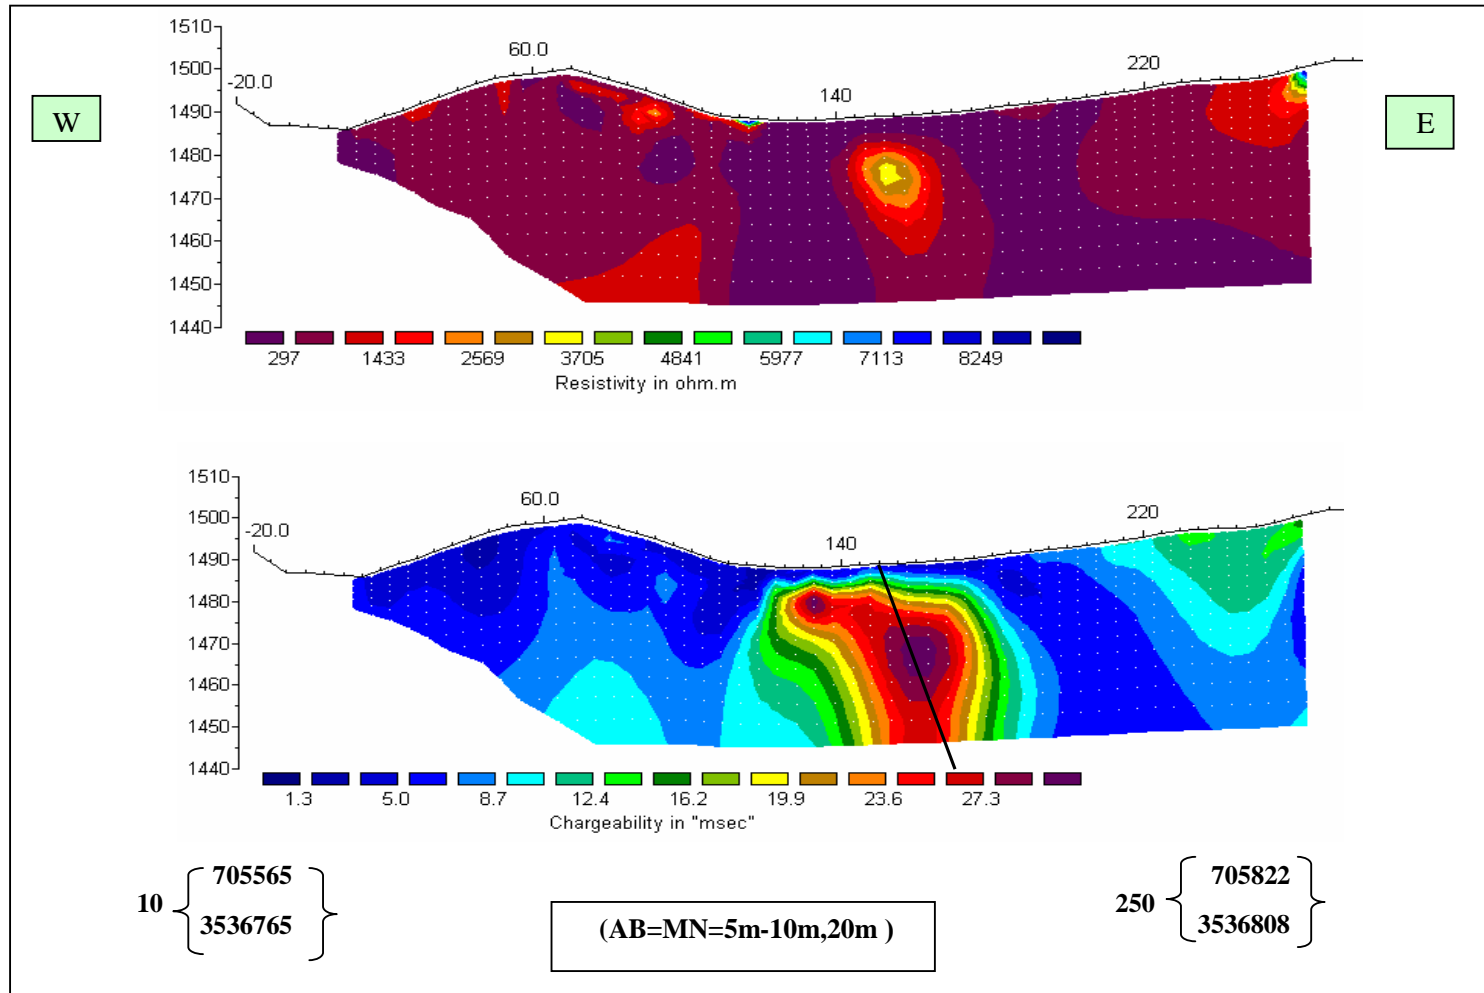 1510
1500
1490
1480
1470
1460
1450
1440
-20.0
60.0
140
220
W
E
297 1433 2569 3705 4841 5977 7113 8249
Resistivity in ohm.m
1510
1500
1490
1480
1470
1460
1450
1440
-20.0
60.0
140
220
1.3 5.0 8.7 12.4 16.2 19.9 23.6 27.3
Chargeability in "msec"
10 { 705565 }
3536765
(AB=MN=5m-10m,20m )
250 { 705822 }
3536808